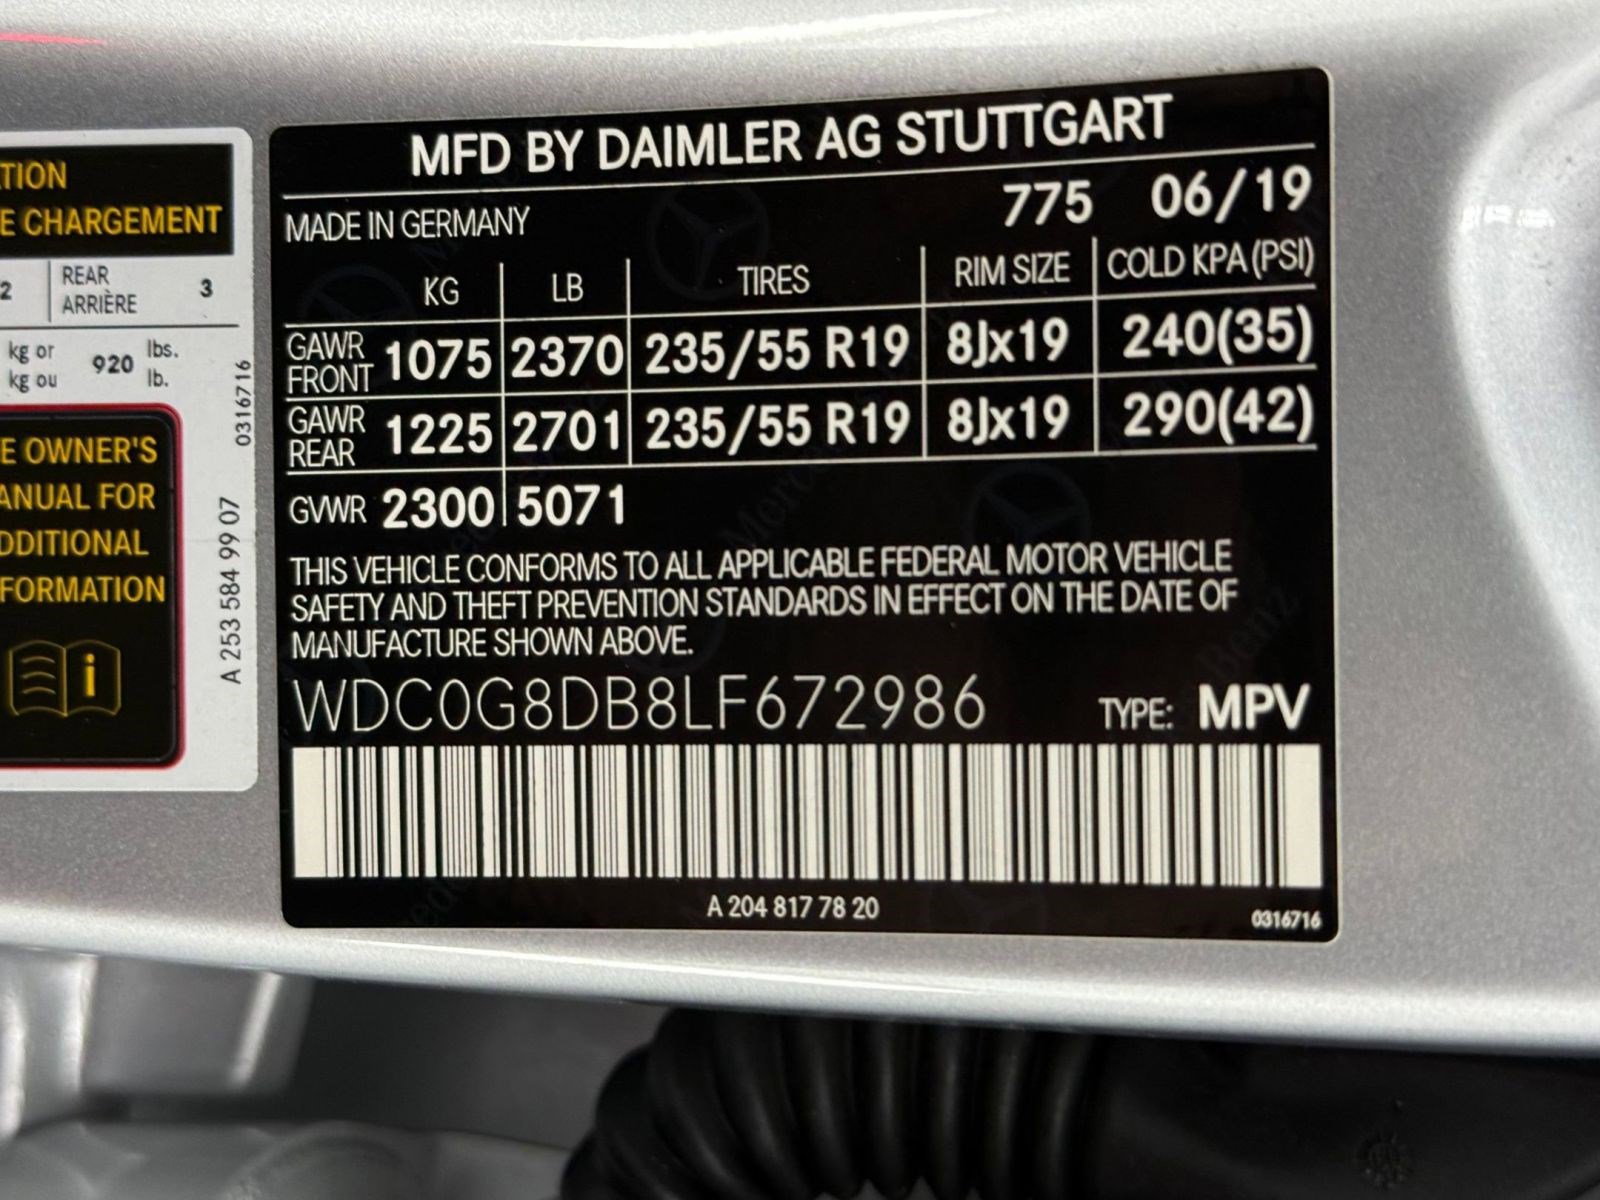 TION
E CHARGEMENT
2 REAR
ARRIÈRE 3
kg or
kg ou 920 lbs.
lb.
0316716
E OWNER'S
ANUAL FOR
DDITIONAL
FORMATION
i
A 253 584 99 07
MFD BY DAIMLER AG STUTTGART
MADE IN GERMANY 775 06/19
KG LB TIRES RIM SIZE COLD KPA (PSI)
GAWR
FRONT 1075 2370 235/55 R19 8Jx19 240(35)
GAWR
REAR 1225 2701 235/55 R19 8Jx19 290(42)
GVWR 2300 5071
THIS VEHICLE CONFORMS TO ALL APPLICABLE FEDERAL MOTOR VEHICLE
SAFETY AND THEFT PREVENTION STANDARDS IN EFFECT ON THE DATE OF
MANUFACTURE SHOWN ABOVE.
WDC0G8DB8LF672986 TYPE: MPV
A 204 817 78 20 0316716